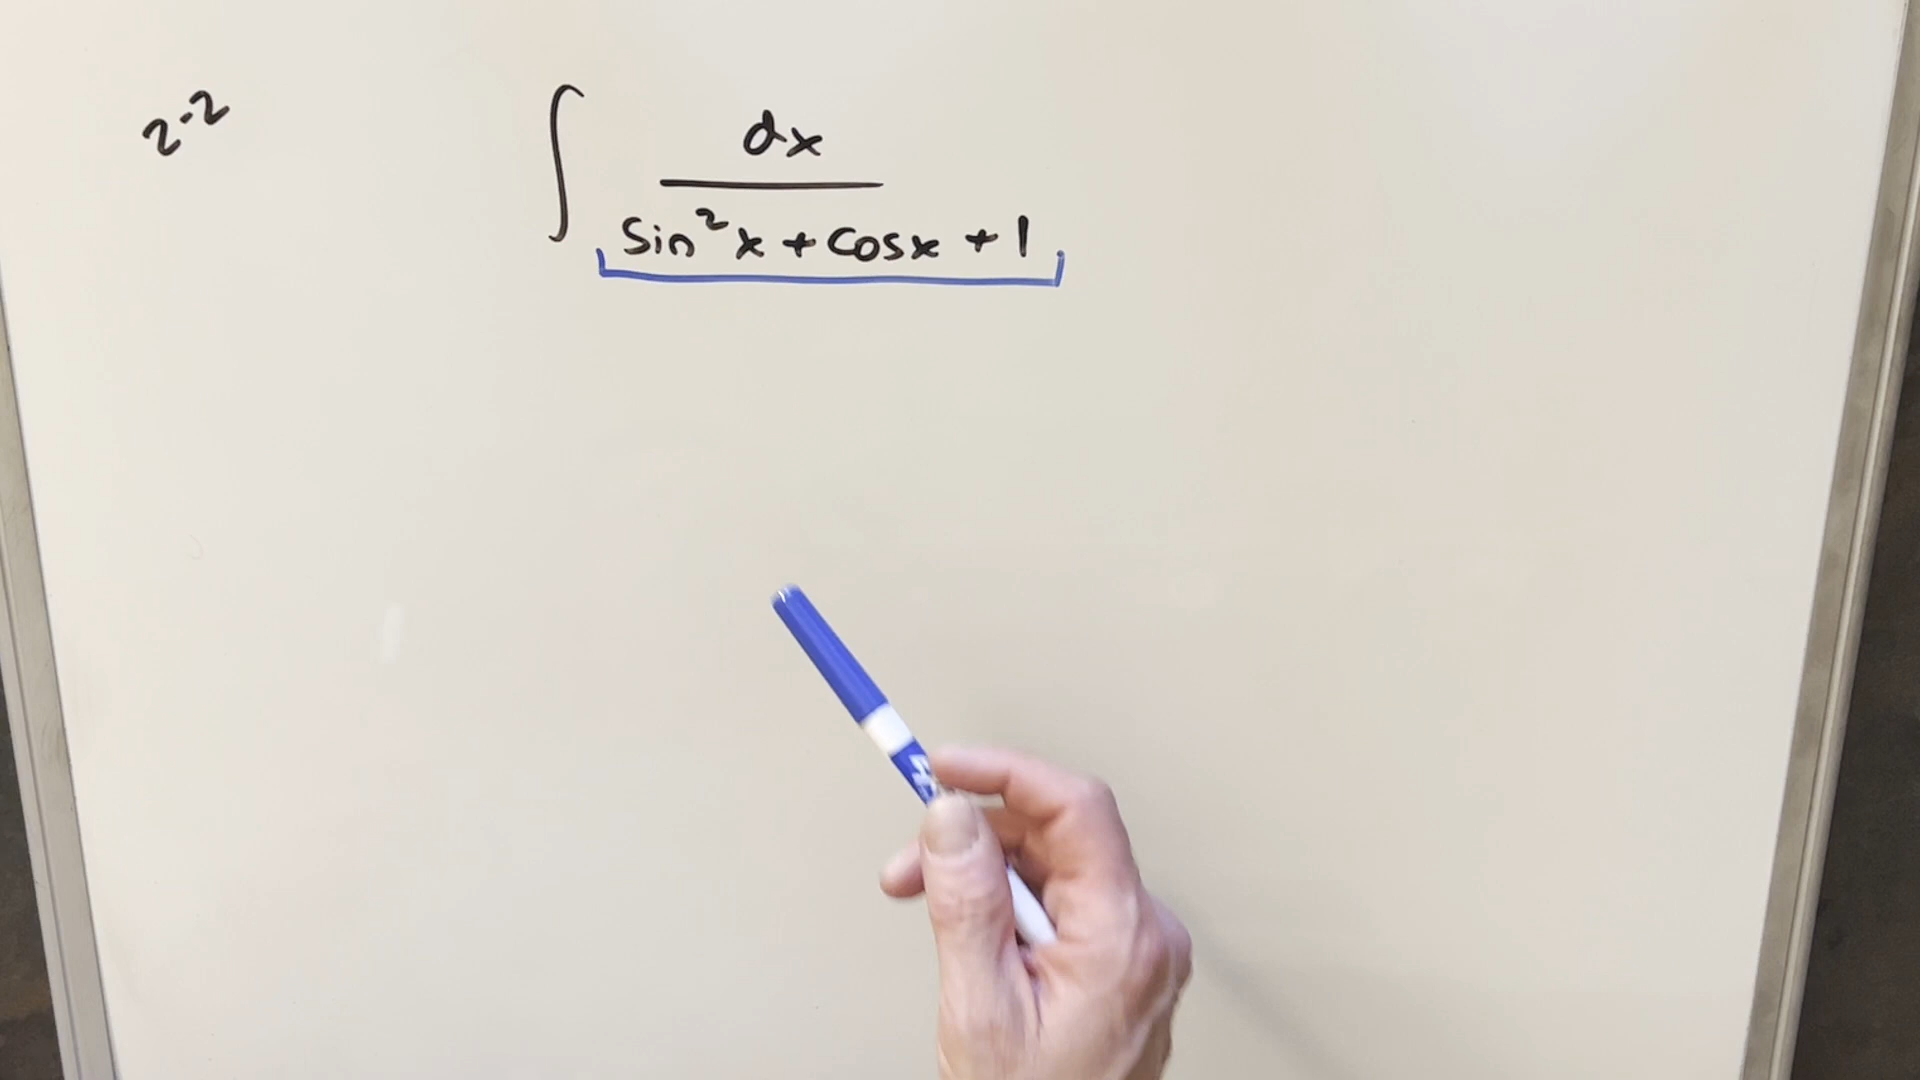 2-2
∫ dx
sin²x + cosx + 1